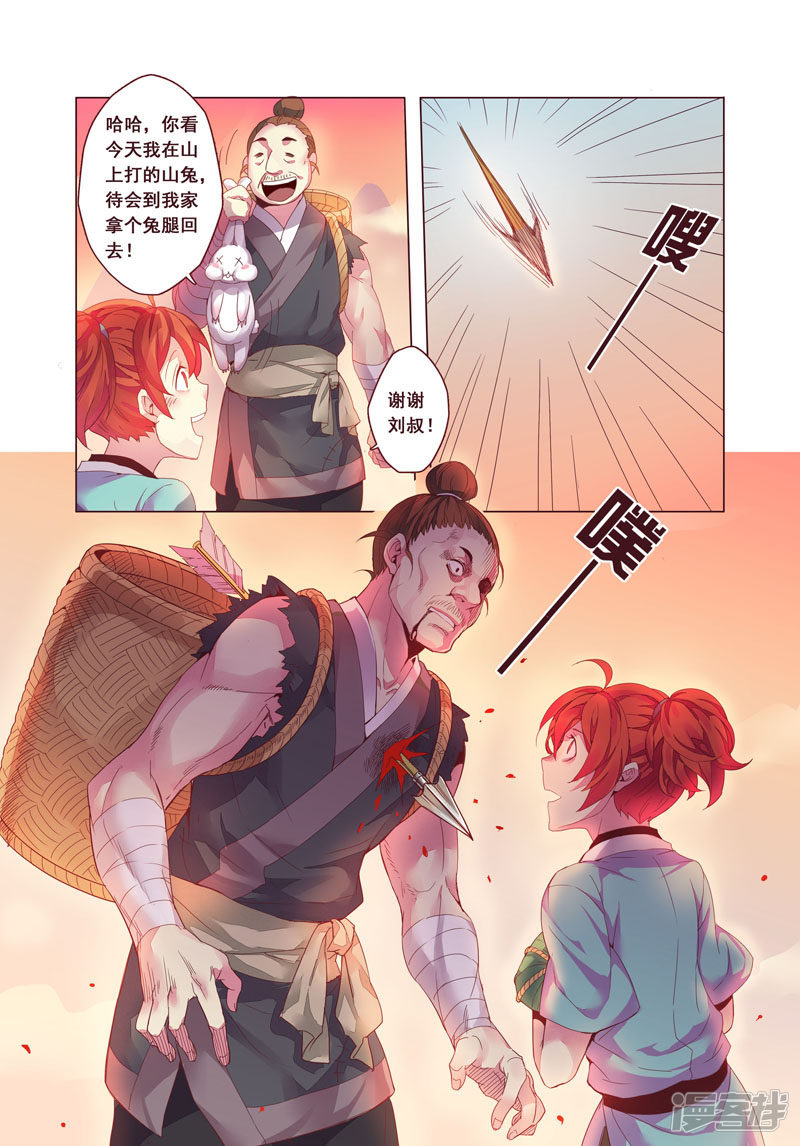 哈哈，你看
今天我在山
上打的山兔，
待会到我家
拿个兔腿回
去！
谢谢
刘叔！
嗖——
噗——
漫客栈